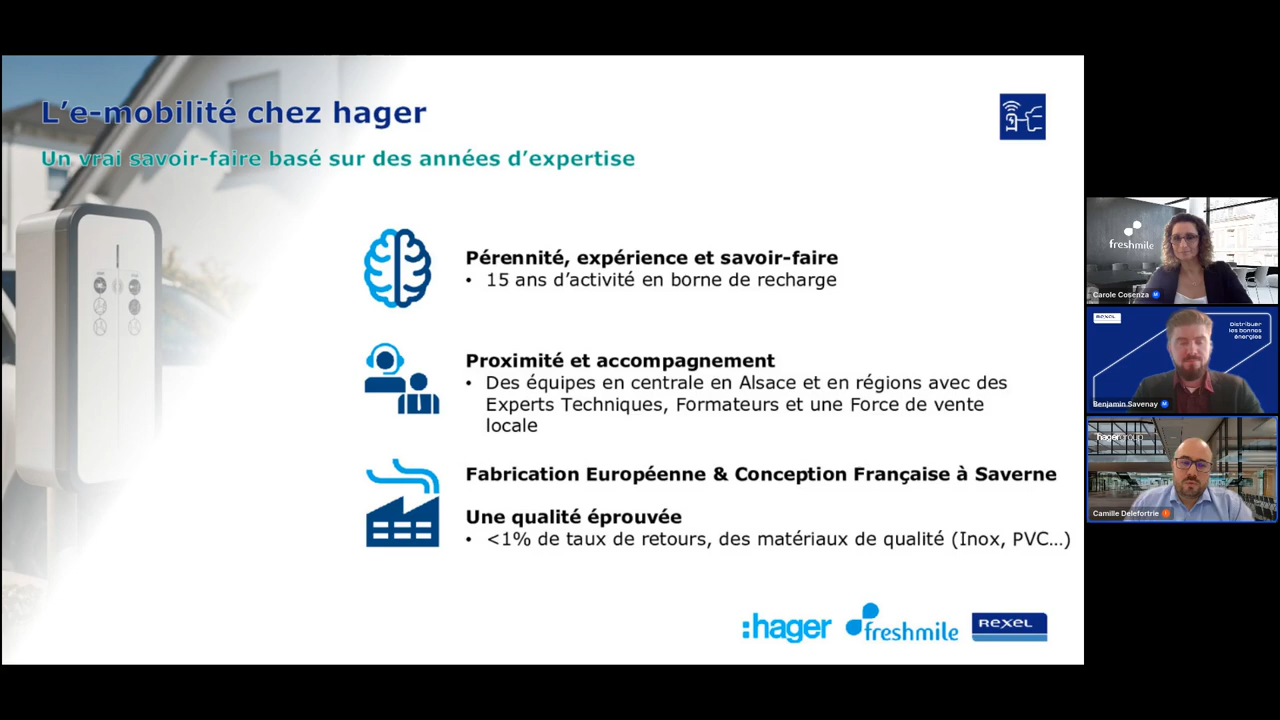 L’e-mobilité chez hager
Un vrai savoir-faire basé sur des années d’expertise
Pérennité, expérience et savoir-faire
• 15 ans d’activité en borne de recharge
Proximité et accompagnement
• Des équipes en centrale en Alsace et en régions avec des
Experts Techniques, Formateurs et une Force de vente
locale
Fabrication Européenne & Conception Française à Saverne
Une qualité éprouvée
• <1% de taux de retours, des matériaux de qualité (Inox, PVC…)
:hager
freshmile
REXEL
freshmile
Carole Cosenza
M
REXEL
Distribuer
les bonnes
énergies
Benjamin Savenay
M
:hagergroup
Camille Delefortrie